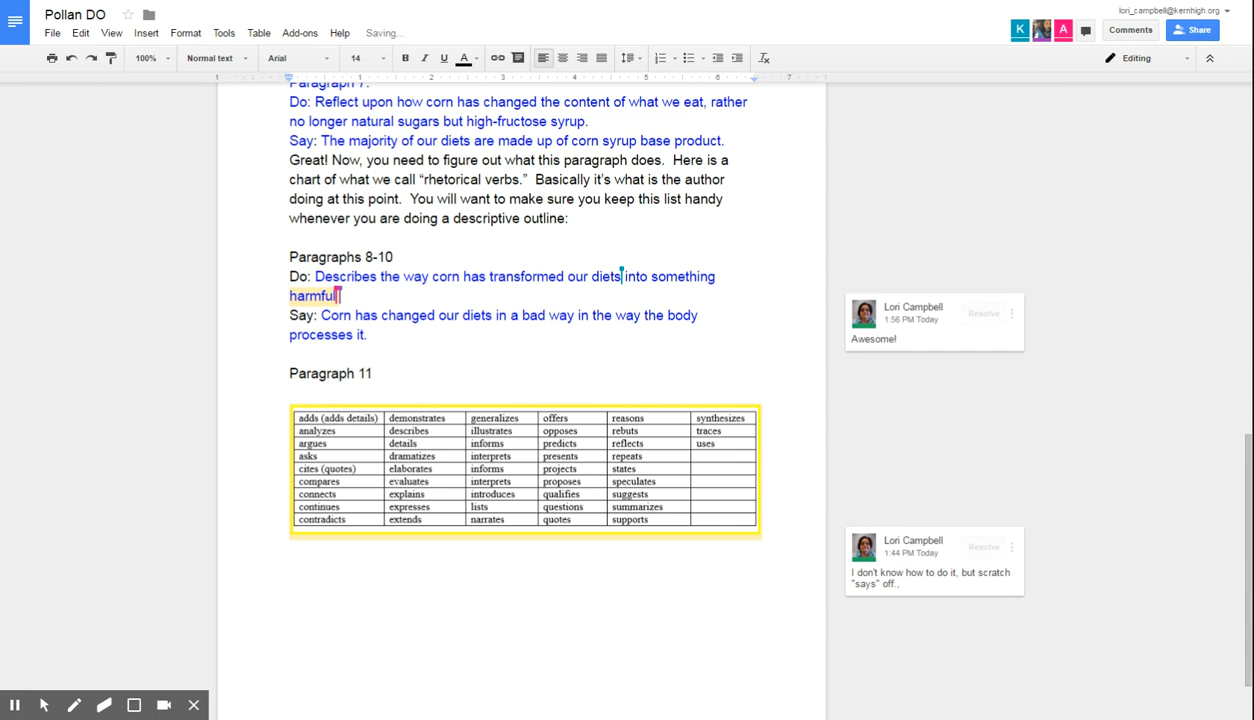 Pollan DO
lori_campbell@kernhigh.org
File Edit View Insert Format Tools Table Add-ons Help Saving...
K A Comments Share
100% Normal text Arial 14 B I U A Editing
1 1 2 3 4 5 6 7
Paragraph 7:
Do: Reflect upon how corn has changed the content of what we eat, rather
no longer natural sugars but high-fructose syrup.
Say: The majority of our diets are made up of corn syrup base product.
Great! Now, you need to figure out what this paragraph does. Here is a
chart of what we call “rhetorical verbs.” Basically it’s what is the author
doing at this point. You will want to make sure you keep this list handy
whenever you are doing a descriptive outline:
Paragraphs 8-10
Do: Describes the way corn has transformed our diets into something
harmful
Say: Corn has changed our diets in a bad way in the way the body
processes it.
Paragraph 11
adds (adds details) demonstrates generalizes offers reasons synthesizes
analyzes describes illustrates opposes rebuts traces
argues details informs predicts reflects uses
asks dramatizes interprets presents repeats
cites (quotes) elaborates informs projects states
compares evaluates interprets proposes speculates
connects explains introduces qualifies suggests
continues expresses lists questions summarizes
contradicts extends narrates quotes supports
Lori Campbell
1:56 PM Today
Resolve
Awesome!
Lori Campbell
1:44 PM Today
Resolve
I don't know how to do it, but scratch
"says" off.,